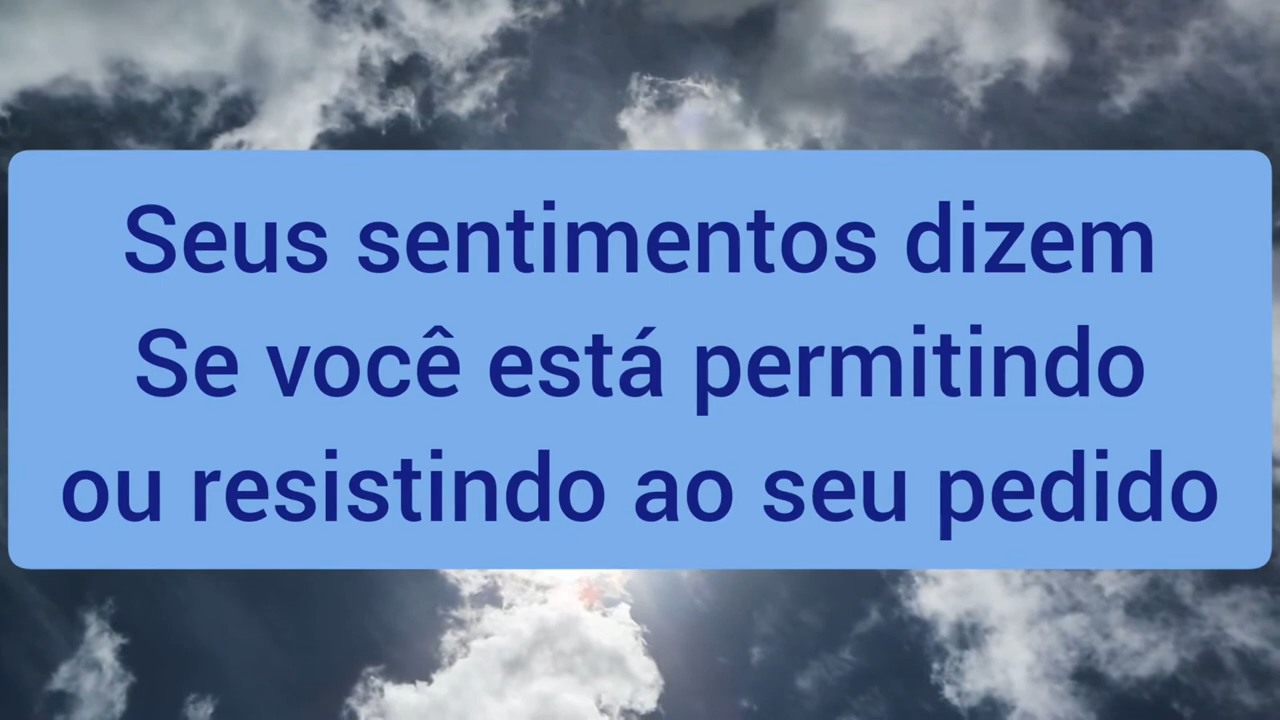 Seus sentimentos dizem
Se você está permitindo
ou resistindo ao seu pedido